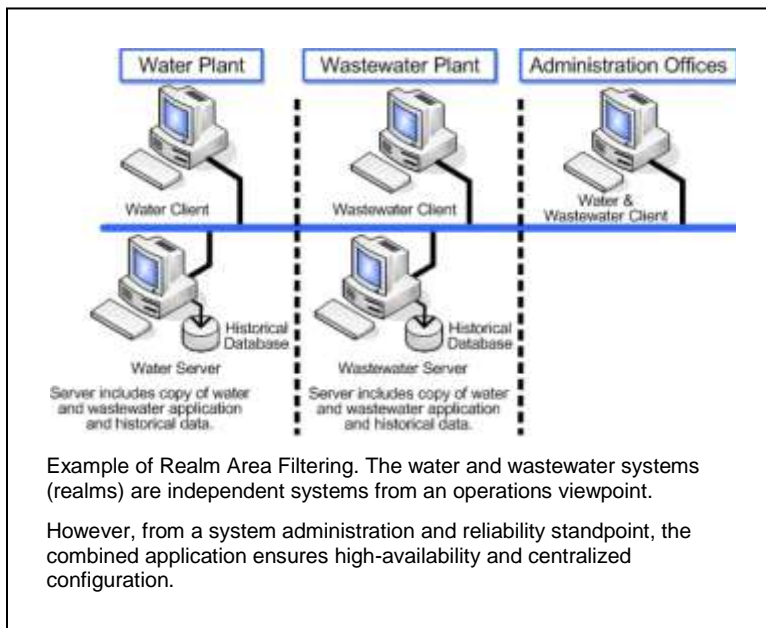 Water Plant
Wastewater Plant
Administration Offices
Water Client
Wastewater Client
Water &
Wastewater Client
Historical
Database
Water Server
Historical
Database
Wastewater Server
Server includes copy of water
and wastewater application
and historical data.
Server includes copy of water
and wastewater application
and historical data.
Example of Realm Area Filtering. The water and wastewater systems
(realms) are independent systems from an operations viewpoint.
However, from a system administration and reliability standpoint, the
combined application ensures high-availability and centralized
configuration.